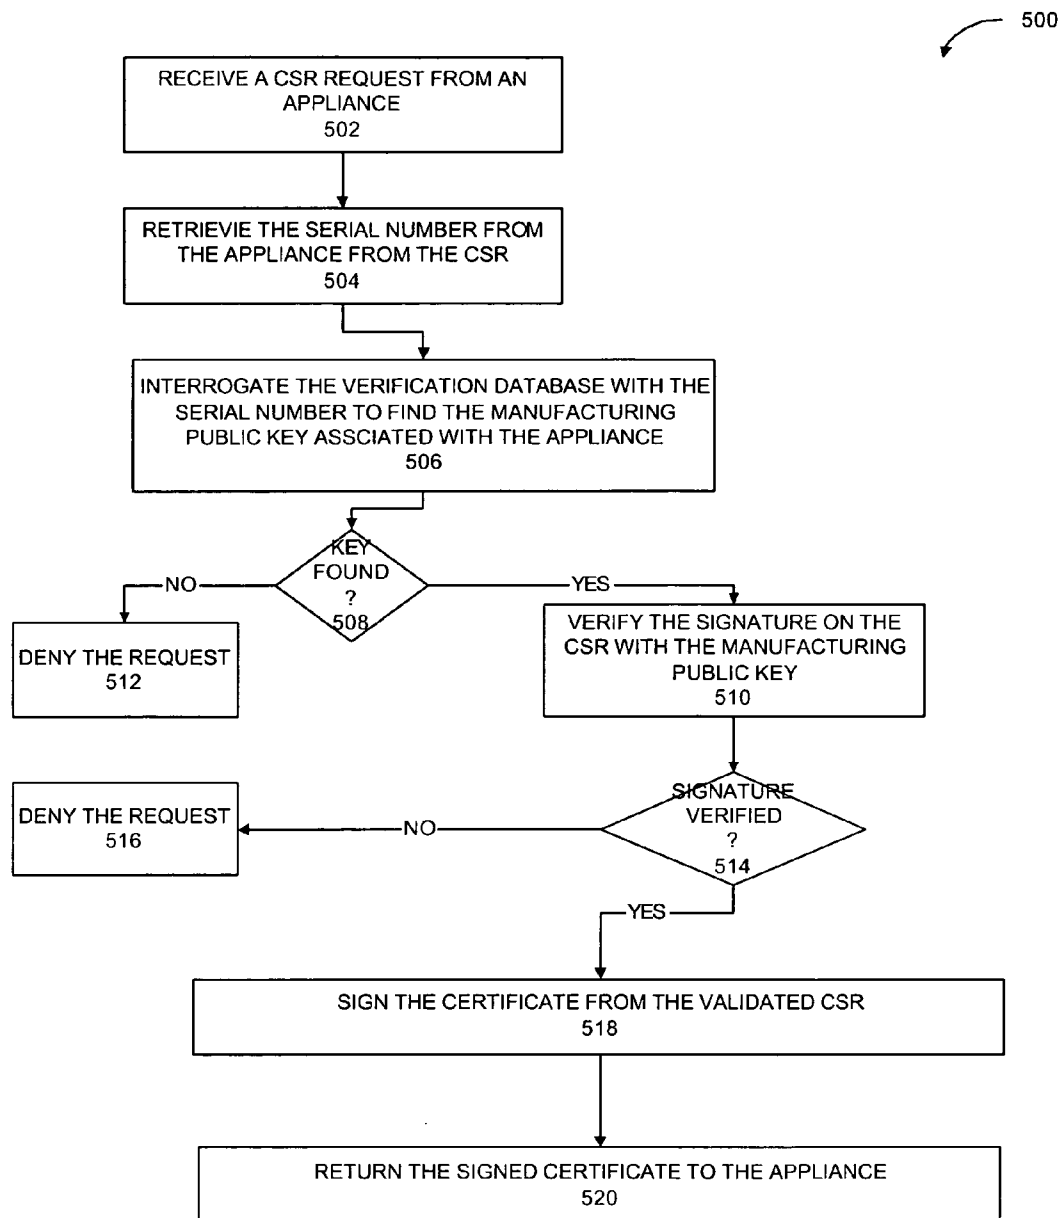 500
RECEIVE A CSR REQUEST FROM AN
APPLIANCE
502
RETRIEVIE THE SERIAL NUMBER FROM
THE APPLIANCE FROM THE CSR
504
INTERROGATE THE VERIFICATION DATABASE WITH THE
SERIAL NUMBER TO FIND THE MANUFACTURING
PUBLIC KEY ASSCIATED WITH THE APPLIANCE
506
KEY
FOUND
?
508
NO
YES
DENY THE REQUEST
512
VERIFY THE SIGNATURE ON THE
CSR WITH THE MANUFACTURING
PUBLIC KEY
510
SIGNATURE
VERIFIED
?
514
NO
DENY THE REQUEST
516
YES
SIGN THE CERTIFICATE FROM THE VALIDATED CSR
518
RETURN THE SIGNED CERTIFICATE TO THE APPLIANCE
520